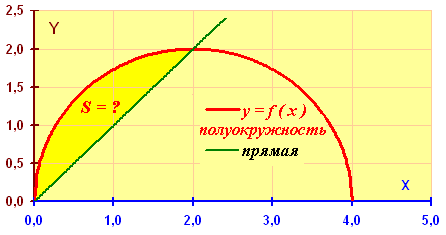 2,5
Y
2,0
1,5
S = ?
y = f ( x )
полуокружность
1,0
прямая
0,5
X
0,0
0,0 1,0 2,0 3,0 4,0 5,0